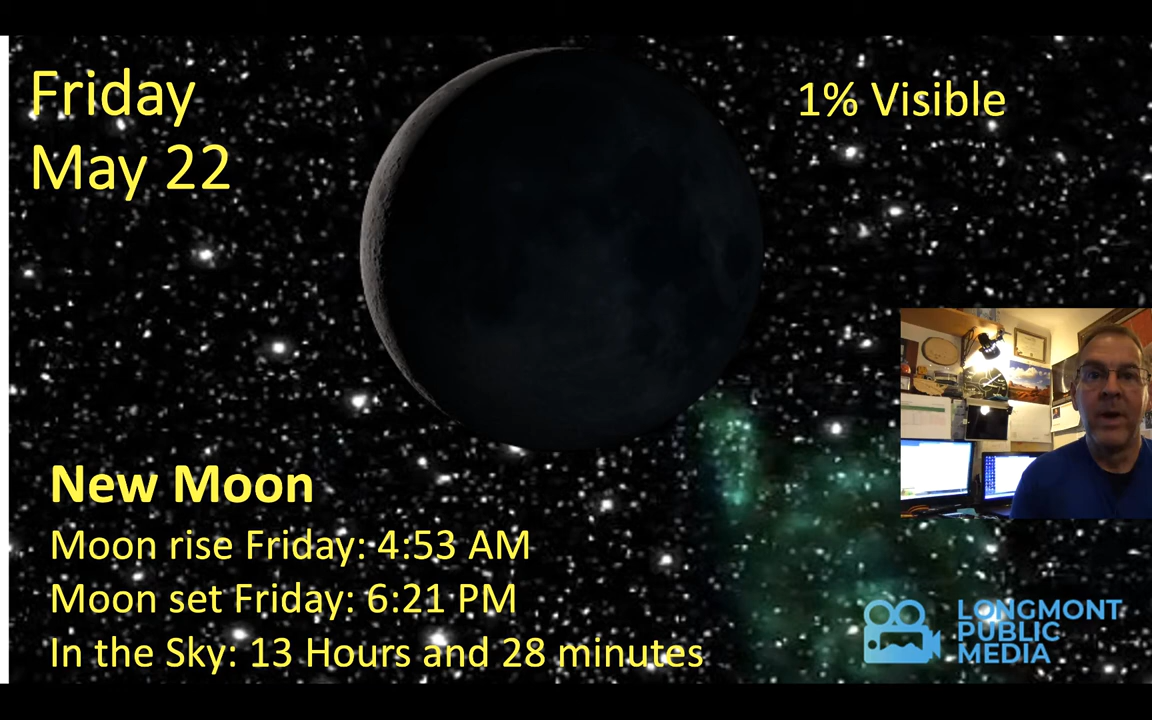 Friday
May 22
1% Visible
New Moon
Moon rise Friday: 4:53 AM
Moon set Friday: 6:21 PM
In the Sky: 13 Hours and 28 minutes
LONGMONT
PUBLIC
MEDIA